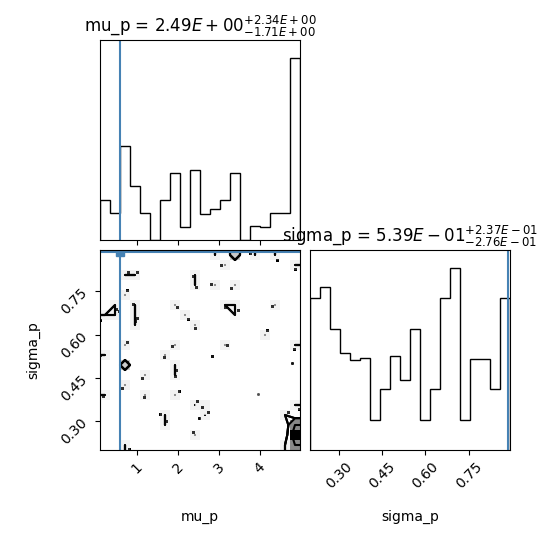 mu_p = 2.49E + 00+2.34E+00 −1.71E+00
sigma_p = 5.39E − 01+2.37E−01 −2.76E−01
sigma_p
0.75
0.60
0.45
0.30
1 2 3 4
0.30 0.45 0.60 0.75
mu_p
sigma_p